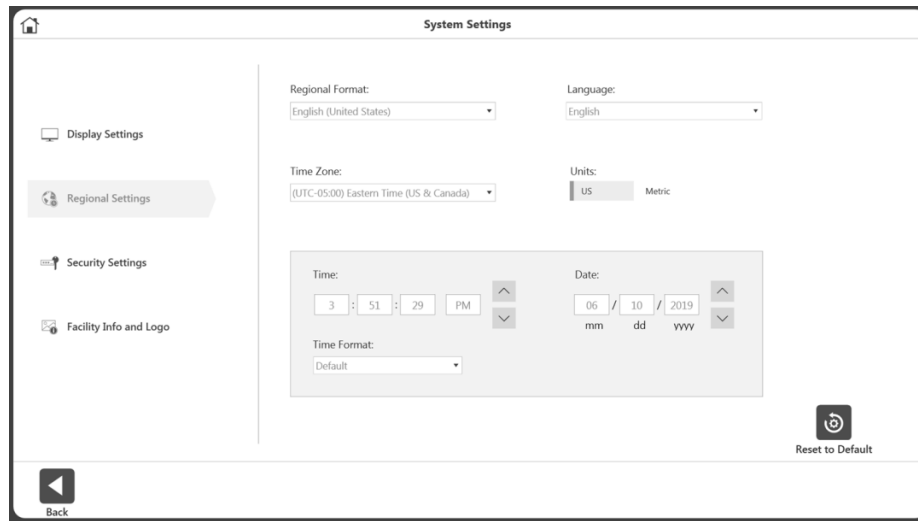 System Settings
Display Settings
Regional Settings
Security Settings
Facility Info and Logo
Regional Format:
English (United States)
Language:
English
Time Zone:
(UTC-05:00) Eastern Time (US & Canada)
Units:
US Metric
Time:
3 : 51 : 29 PM
Time Format:
Default
Date:
06 / 10 / 2019
mm dd yyyy
Reset to Default
Back